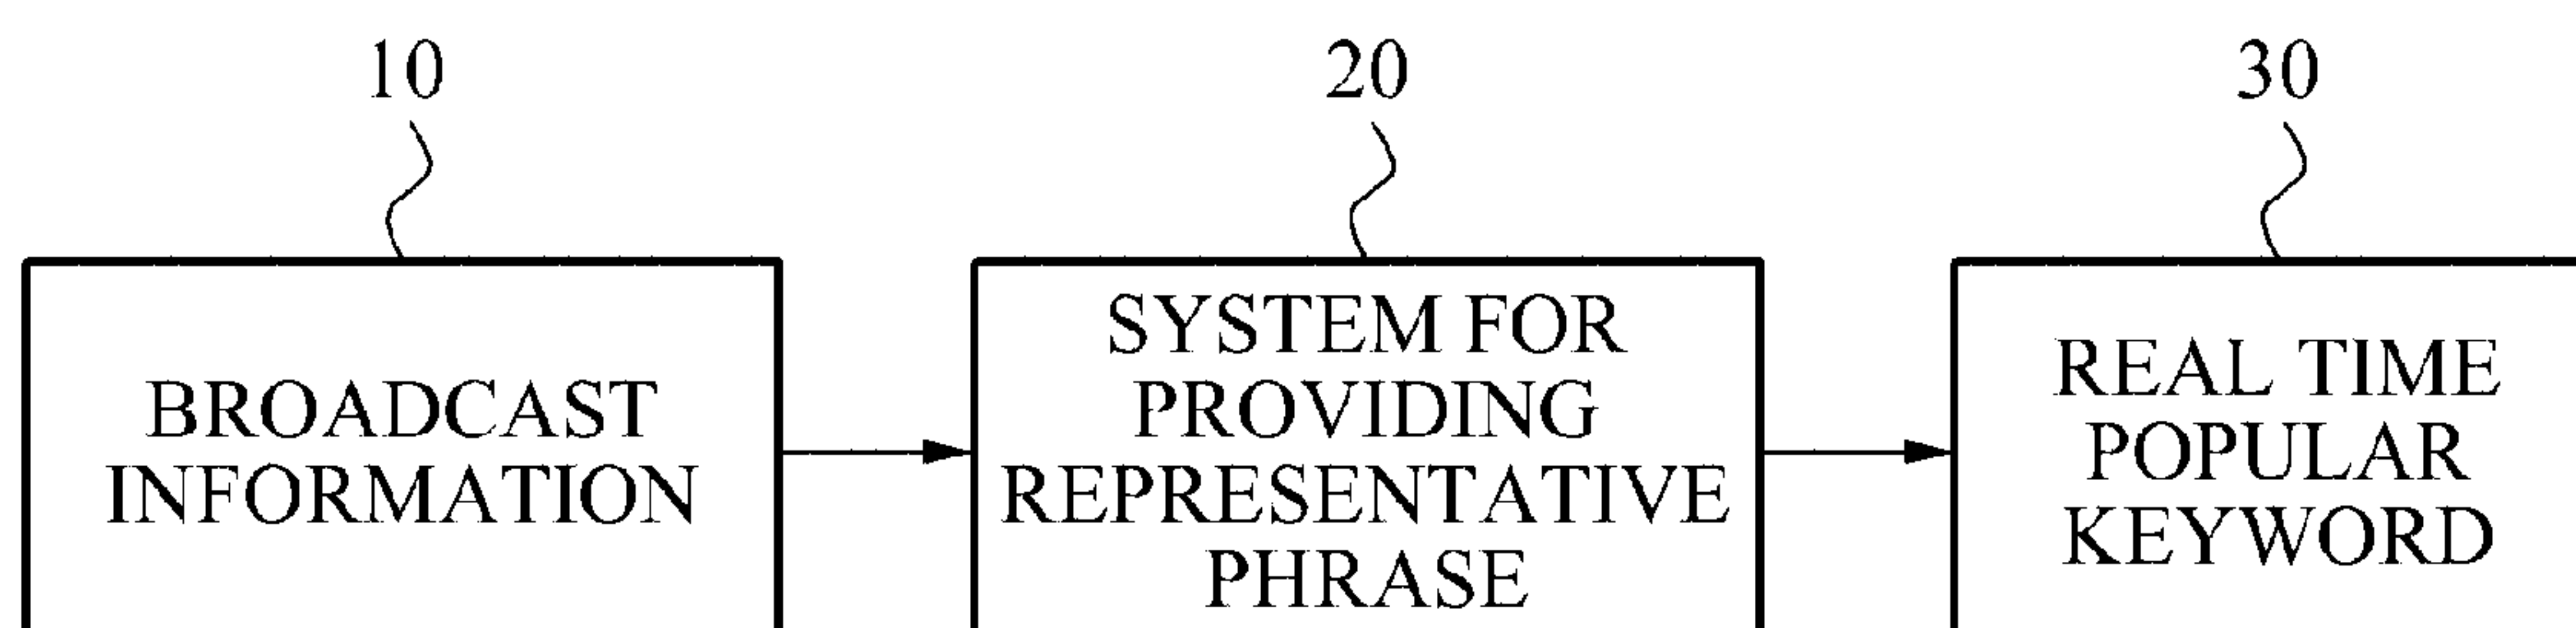 10
20
30
BROADCAST
INFORMATION
SYSTEM FOR
PROVIDING
REPRESENTATIVE
PHRASE
REAL TIME
POPULAR
KEYWORD